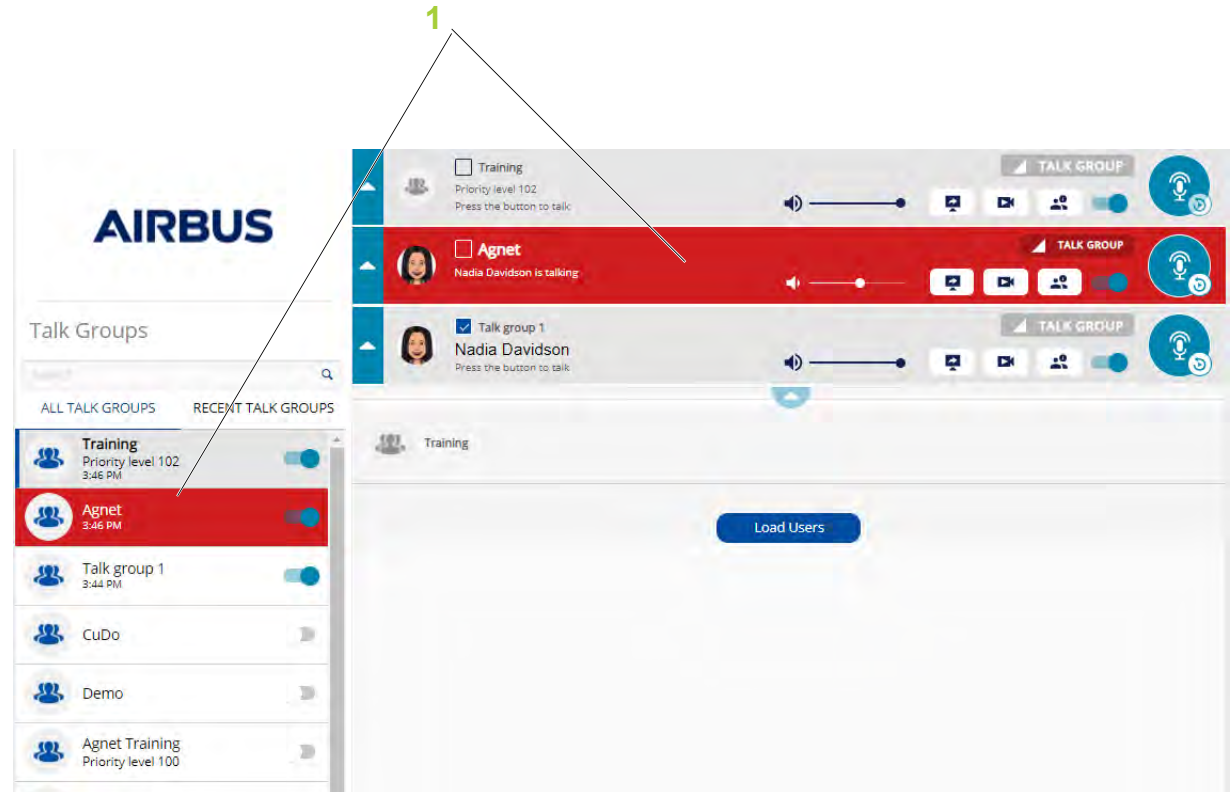 1
AIRBUS
Talk Groups
ALL TALK GROUPS
RECENT TALK GROUPS
Training
Priority level 102
3:46 PM
Agnet
3:46 PM
Talk group 1
3:44 PM
CuDo
Demo
Agnet Training
Priority level 100
Training
Priority level 102
Press the button to talk
TALK GROUP
Agnet
Nadia Davidson is talking
TALK GROUP
Talk group 1
Nadia Davidson
Press the button to talk
TALK GROUP
Training
Load Users